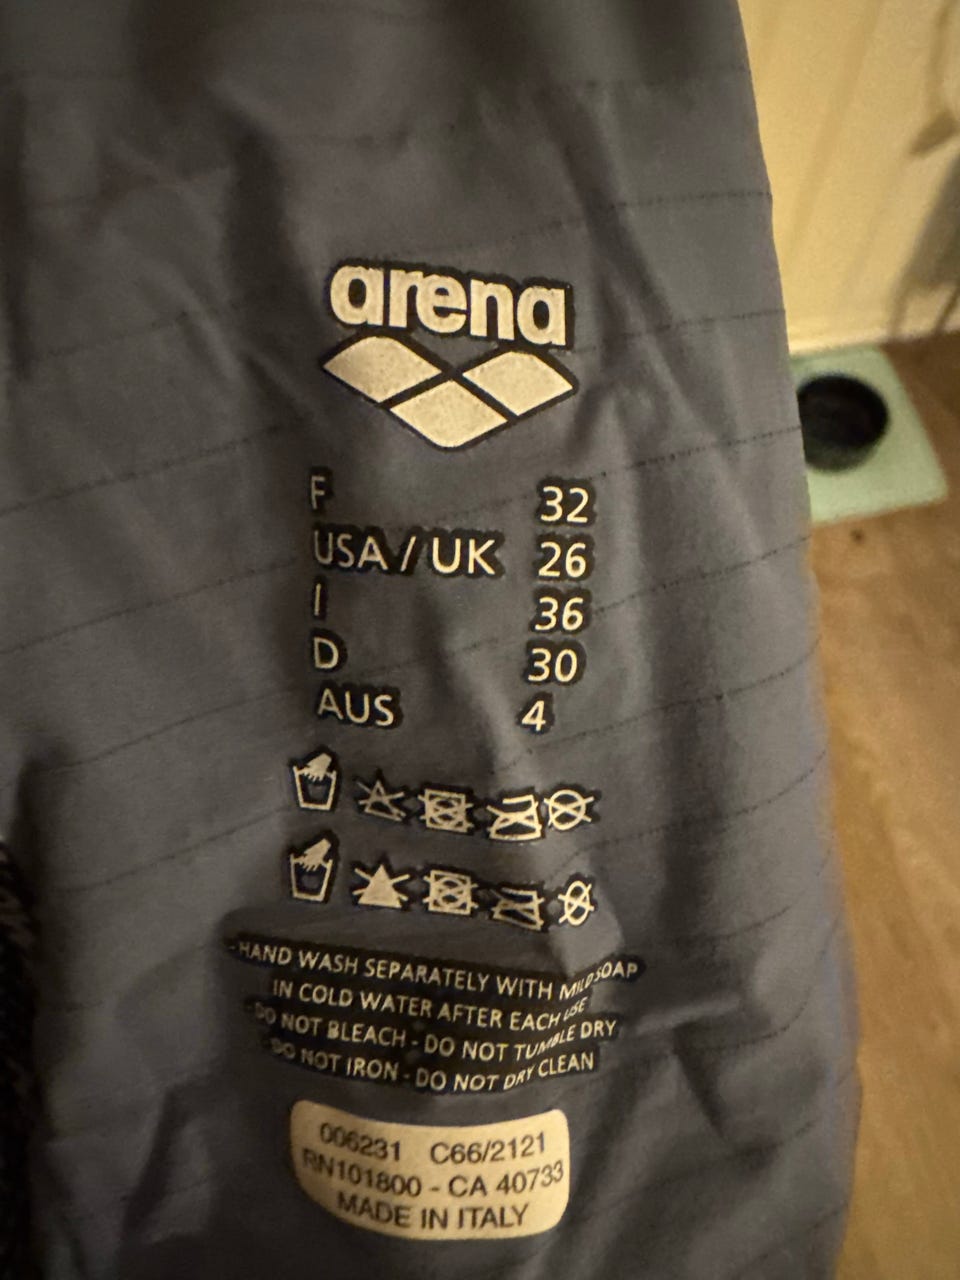 arena
F 32
USA / UK 26
I 36
D 30
AUS 4
- HAND WASH SEPARATELY WITH MILD SOAP
IN COLD WATER AFTER EACH USE
- DO NOT BLEACH - DO NOT TUMBLE DRY
- DO NOT IRON - DO NOT DRY CLEAN
006231 C66/2121
RN101800 - CA 40733
MADE IN ITALY